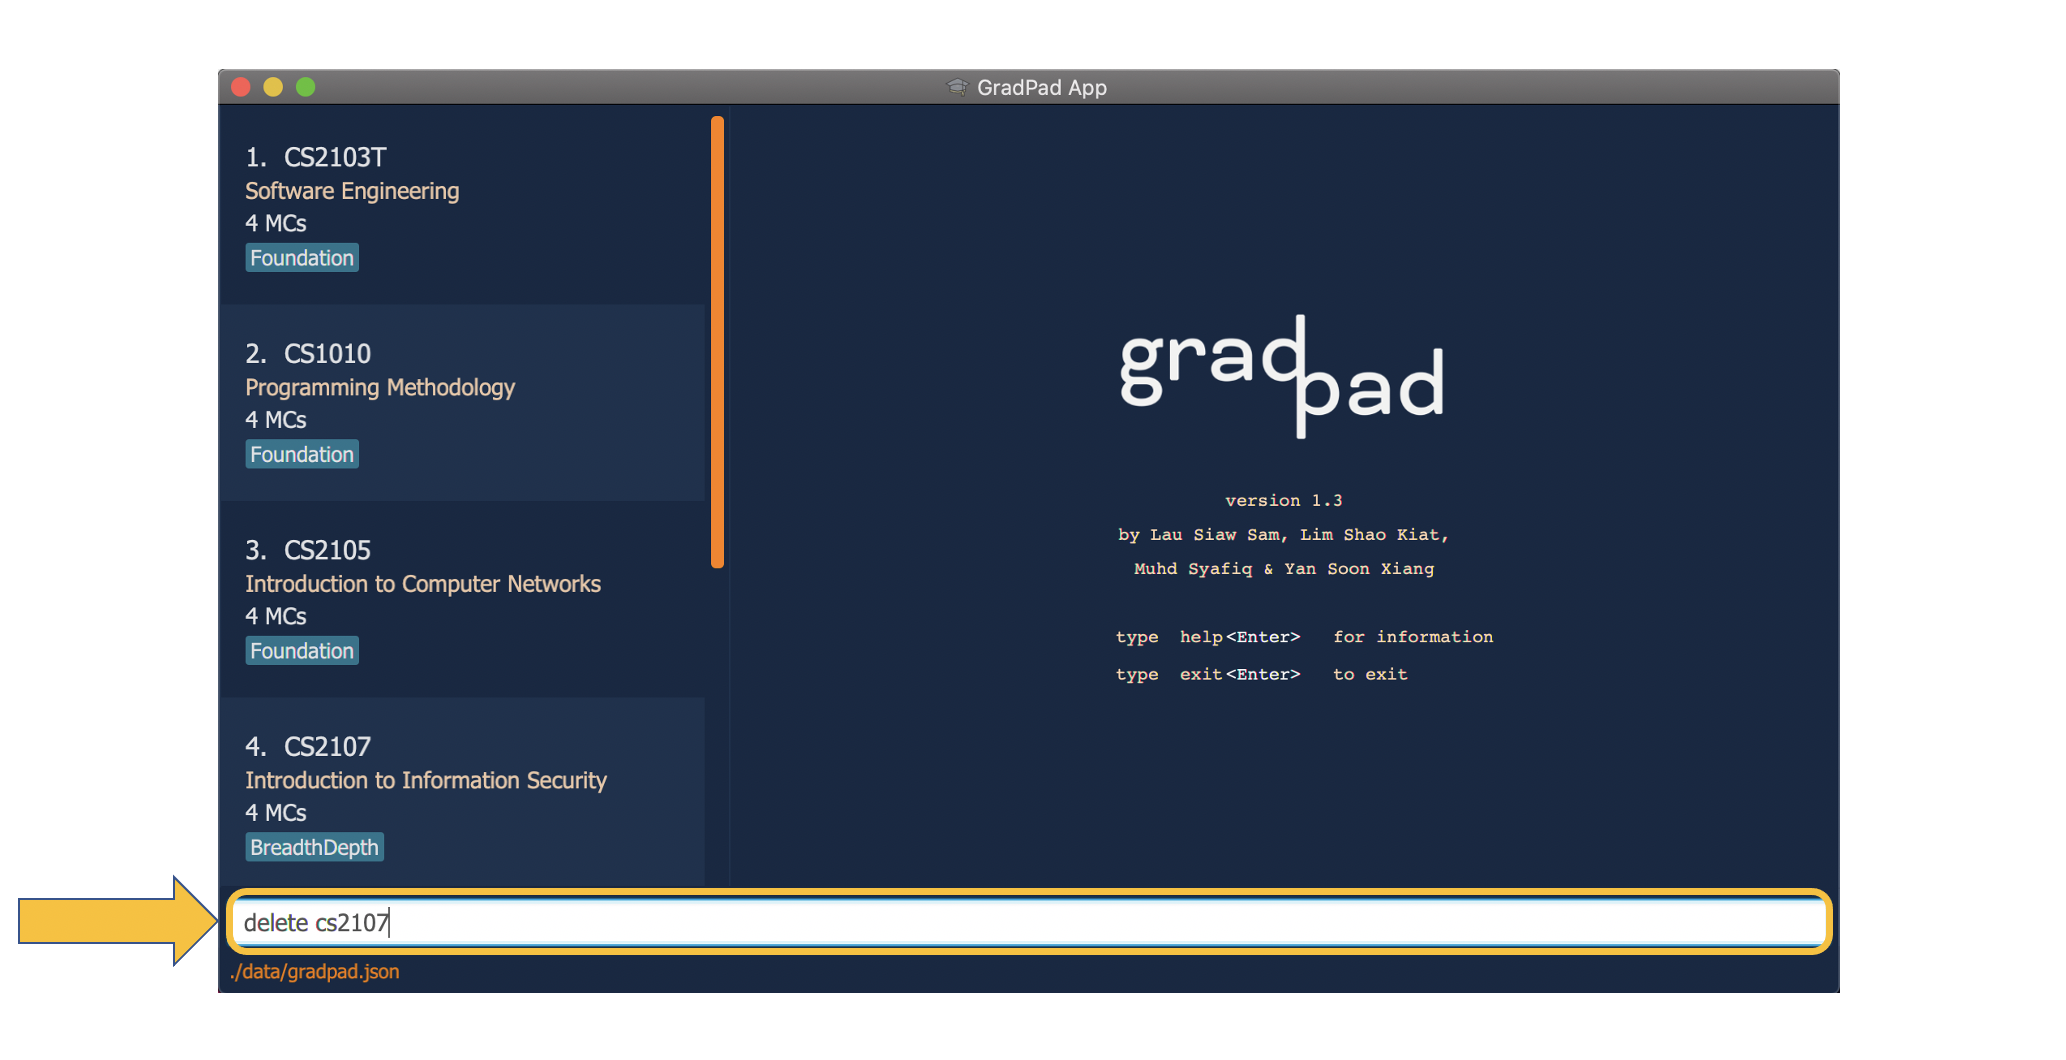 GradPad App
1. CS2103T
Software Engineering
4 MCs
Foundation
2. CS1010
Programming Methodology
4 MCs
Foundation
3. CS2105
Introduction to Computer Networks
4 MCs
Foundation
4. CS2107
Introduction to Information Security
4 MCs
BreadthDepth
gradpad
version 1.3
by Lau Siaw Sam, Lim Shao Kiat,
Muhd Syafiq & Yan Soon Xiang
type help<Enter> for information
type exit<Enter> to exit
delete cs2107
./data/gradpad.json